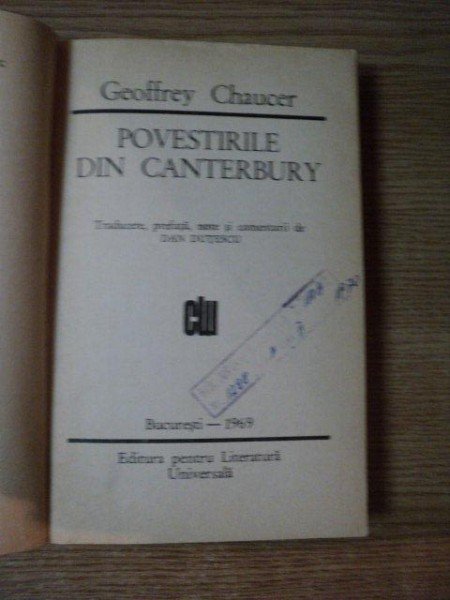 Geoffrey Chaucer
POVESTIRILE
DIN CANTERBURY
Traducere, prefață, note și comentarii de
DAN DUȚESCU
elu
București — 1969
Editura pentru Literatură
Universală